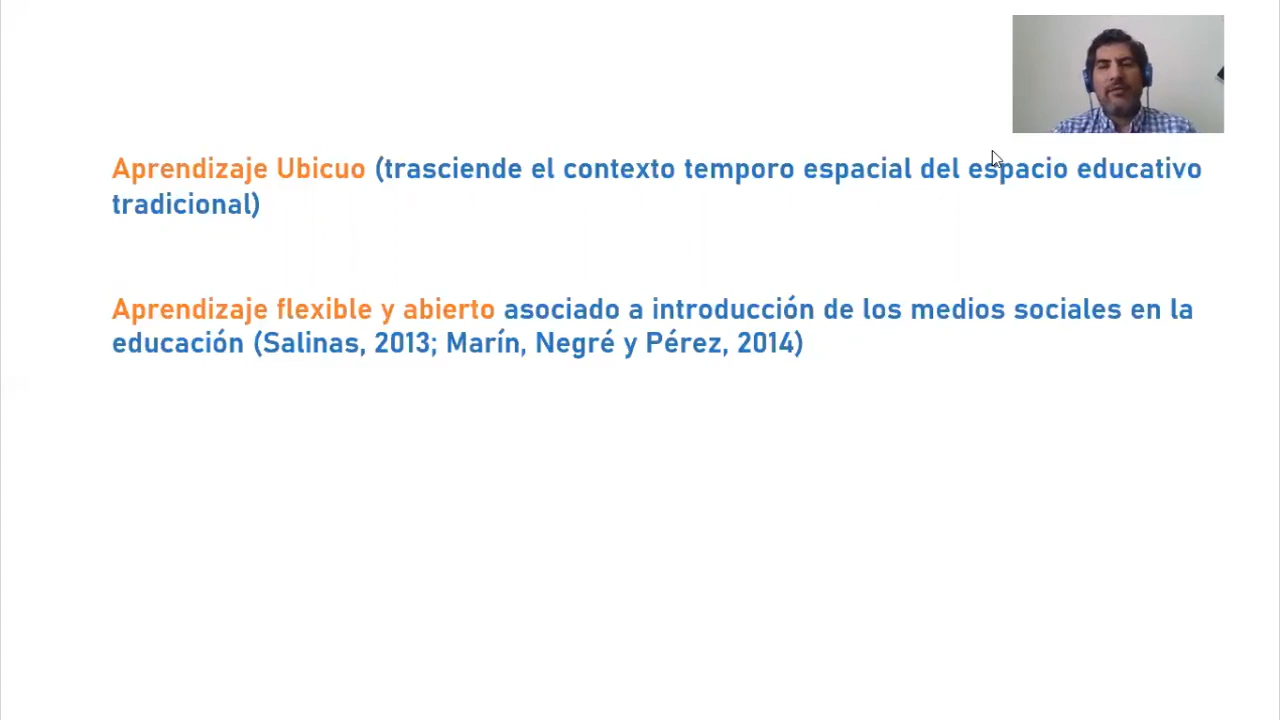 Aprendizaje Ubicuo (trasciende el contexto temporo espacial del espacio educativo
tradicional)
Aprendizaje flexible y abierto asociado a introducción de los medios sociales en la
educación (Salinas, 2013; Marín, Negré y Pérez, 2014)